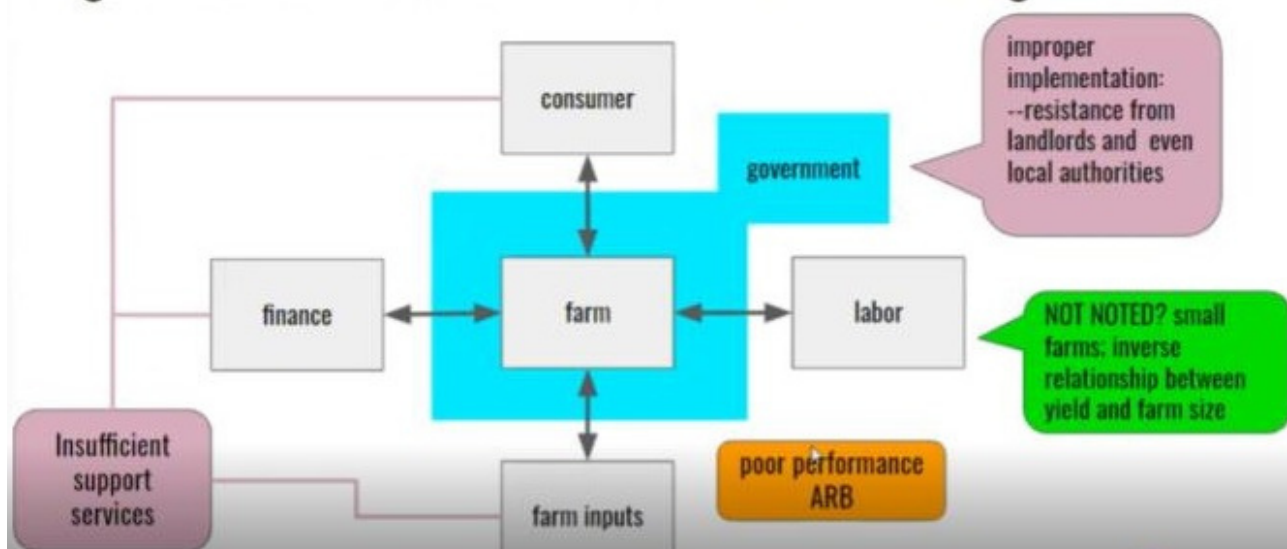 consumer
improper
implementation:
--resistance from
landlords and even
local authorities
government
finance
farm
labor
NOT NOTED? small
farms: inverse
relationship between
yield and farm size
Insufficient
support
services
poor performance
ARB
farm inputs